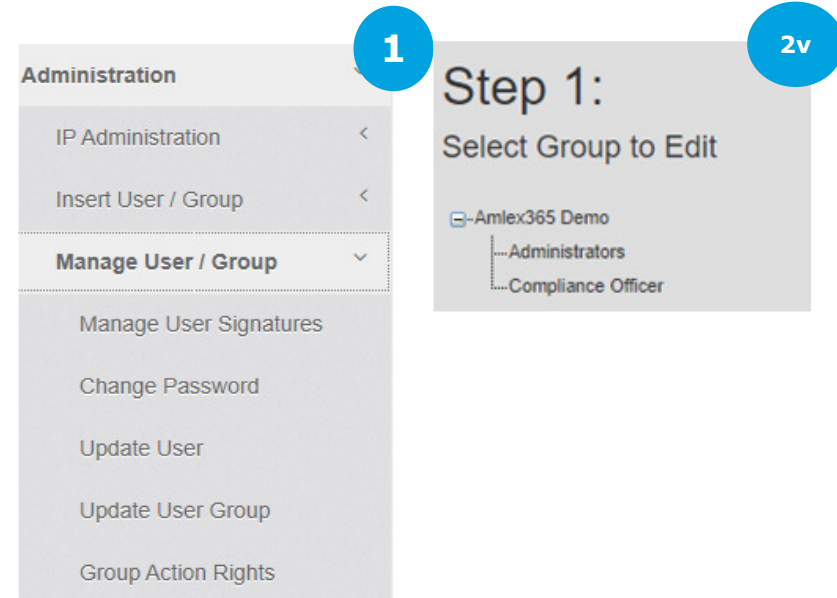 1
Administration
IP Administration
Insert User / Group
Manage User / Group
Manage User Signatures
Change Password
Update User
Update User Group
Group Action Rights
2v
Step 1:
Select Group to Edit
Amlex365 Demo
Administrators
Compliance Officer